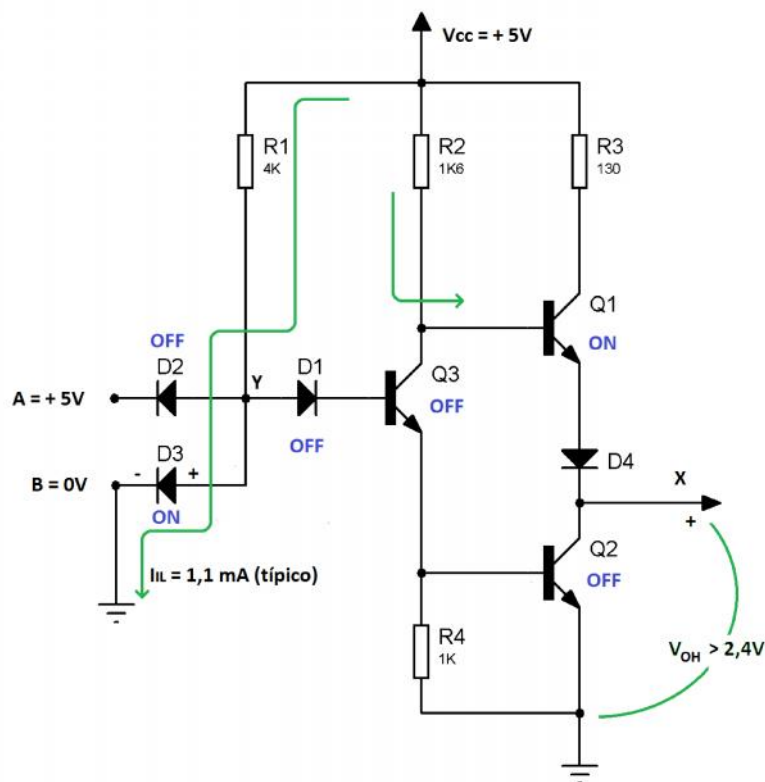 Vcc = + 5V
R1
4K
R2
1K6
R3
130
Q1
ON
OFF
D2
Y
D1
OFF
Q3
OFF
A = + 5V
D3
- +
B = 0V
ON
D4
X
+
Q2
OFF
IIL = 1,1 mA (típico)
R4
1K
VOH > 2,4V